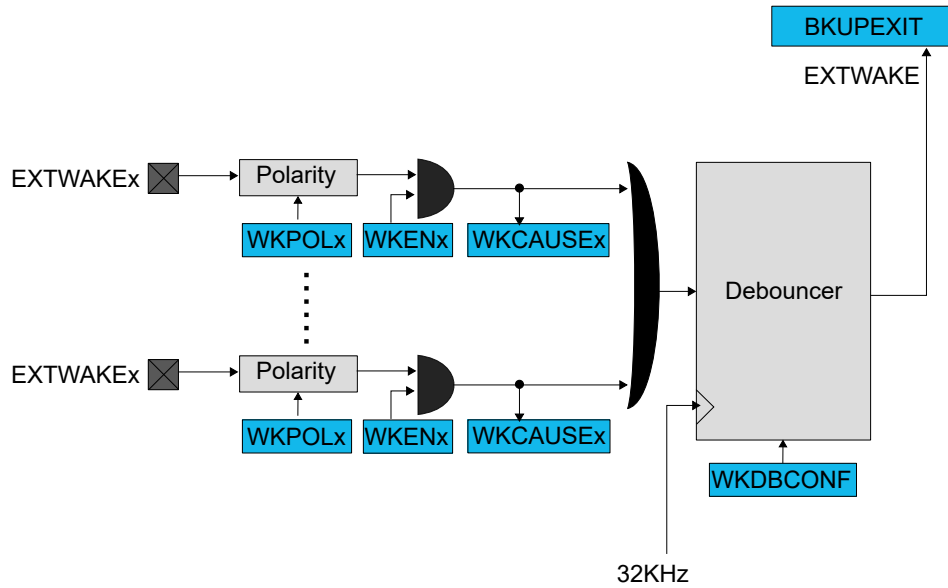 BKUPEXIT
EXTWAKE
EXTWAKEx
Polarity
WKPOLx
WKENx
WKCAUSEx
Debouncer
EXTWAKEx
Polarity
WKPOLx
WKENx
WKCAUSEx
WKDBCONF
32KHz